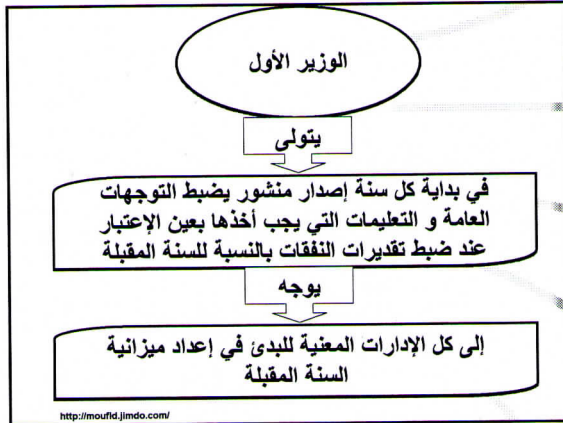 الوزير الأول
يتولى
في بداية كل سنة إصدار منشور يضبط التوجهات
العامة و التعليمات التي يجب أخذها بعين الإعتبار
عند ضبط تقديرات النفقات بالنسبة للسنة المقبلة
يوجه
إلى كل الإدارات المعنية للبدئ في إعداد ميزانية
السنة المقبلة
http://moufid.jimdo.com/